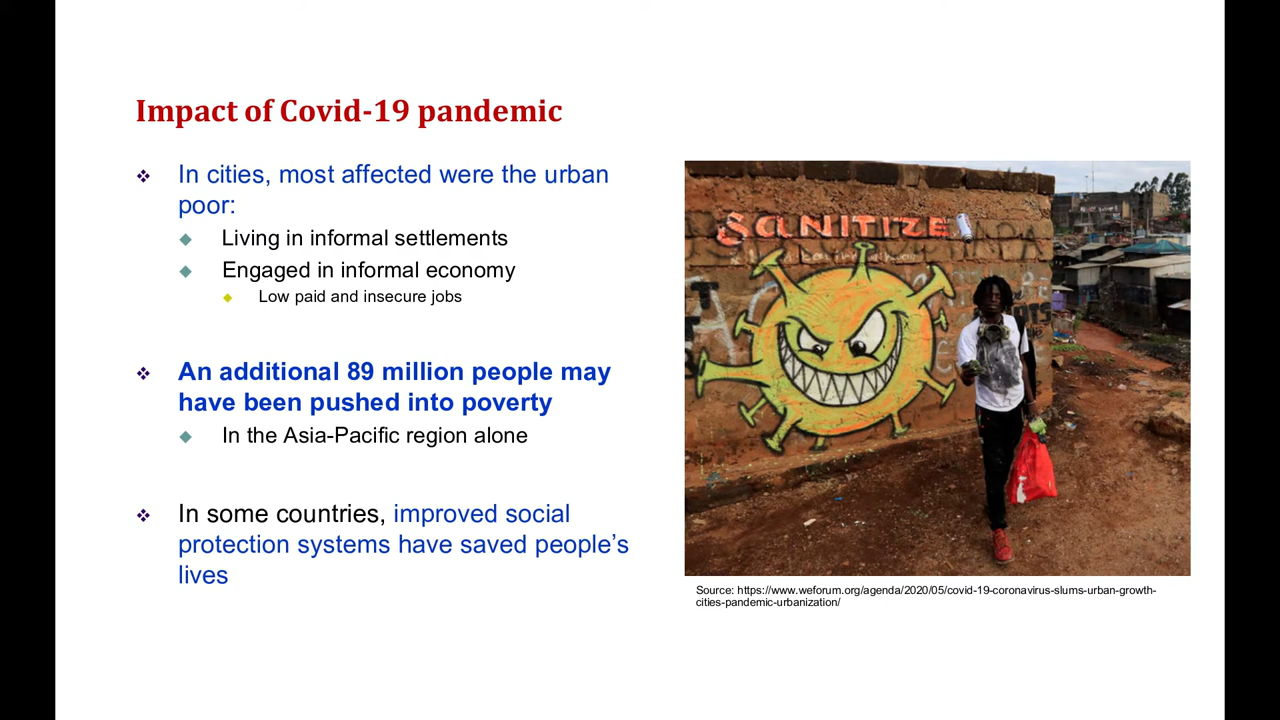 Impact of Covid-19 pandemic
In cities, most affected were the urban
poor:
Living in informal settlements
Engaged in informal economy
Low paid and insecure jobs
An additional 89 million people may
have been pushed into poverty
In the Asia-Pacific region alone
In some countries, improved social
protection systems have saved people's
lives
SANITIZE
Source: https://www.weforum.org/agenda/2020/05/covid-19-coronavirus-slums-urban-growth-
cities-pandemic-urbanization/